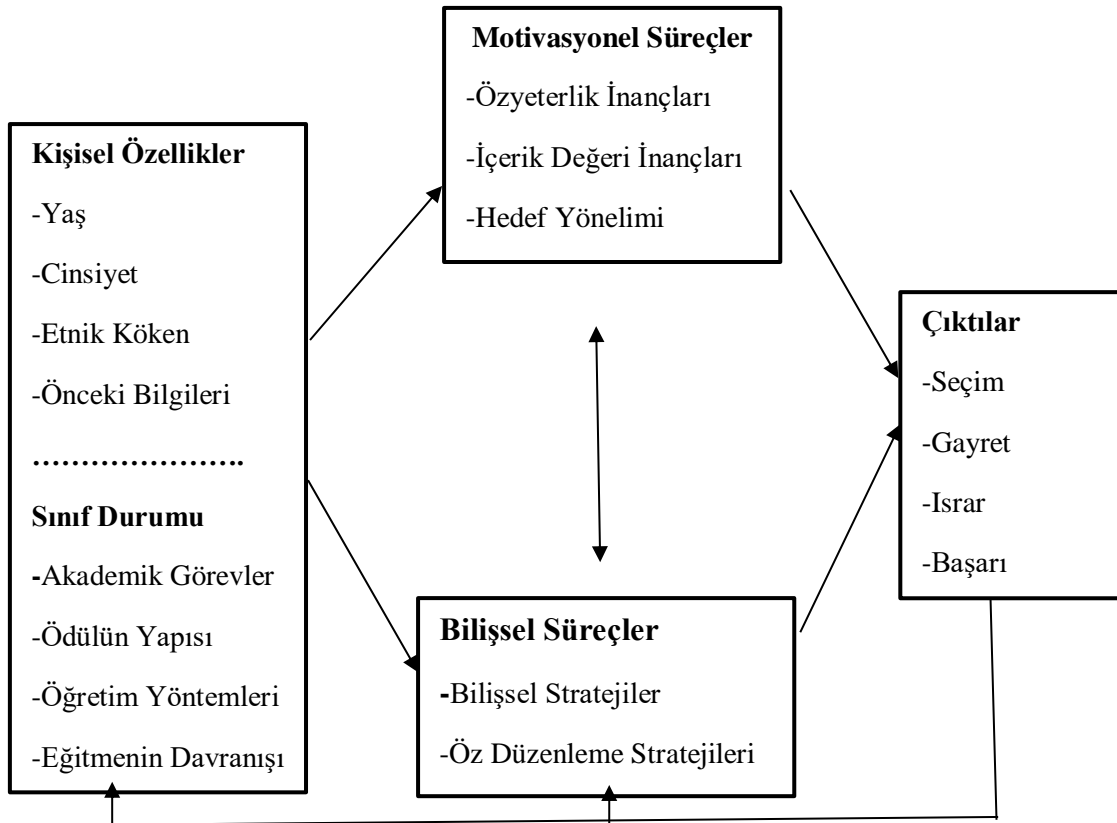 Motivasyonel Süreçler
-Özyeterlik İnançları
-İçerik Değeri İnançları
-Hedef Yönelimi
Kişisel Özellikler
-Yaş
-Cinsiyet
-Etnik Köken
-Önceki Bilgileri
…………………..
Sınıf Durumu
-Akademik Görevler
-Ödülün Yapısı
-Öğretim Yöntemleri
-Eğitmenin Davranışı
Bilişsel Süreçler
-Bilişsel Stratejiler
-Öz Düzenleme Stratejileri
Çıktılar
-Seçim
-Gayret
-Israr
-Başarı